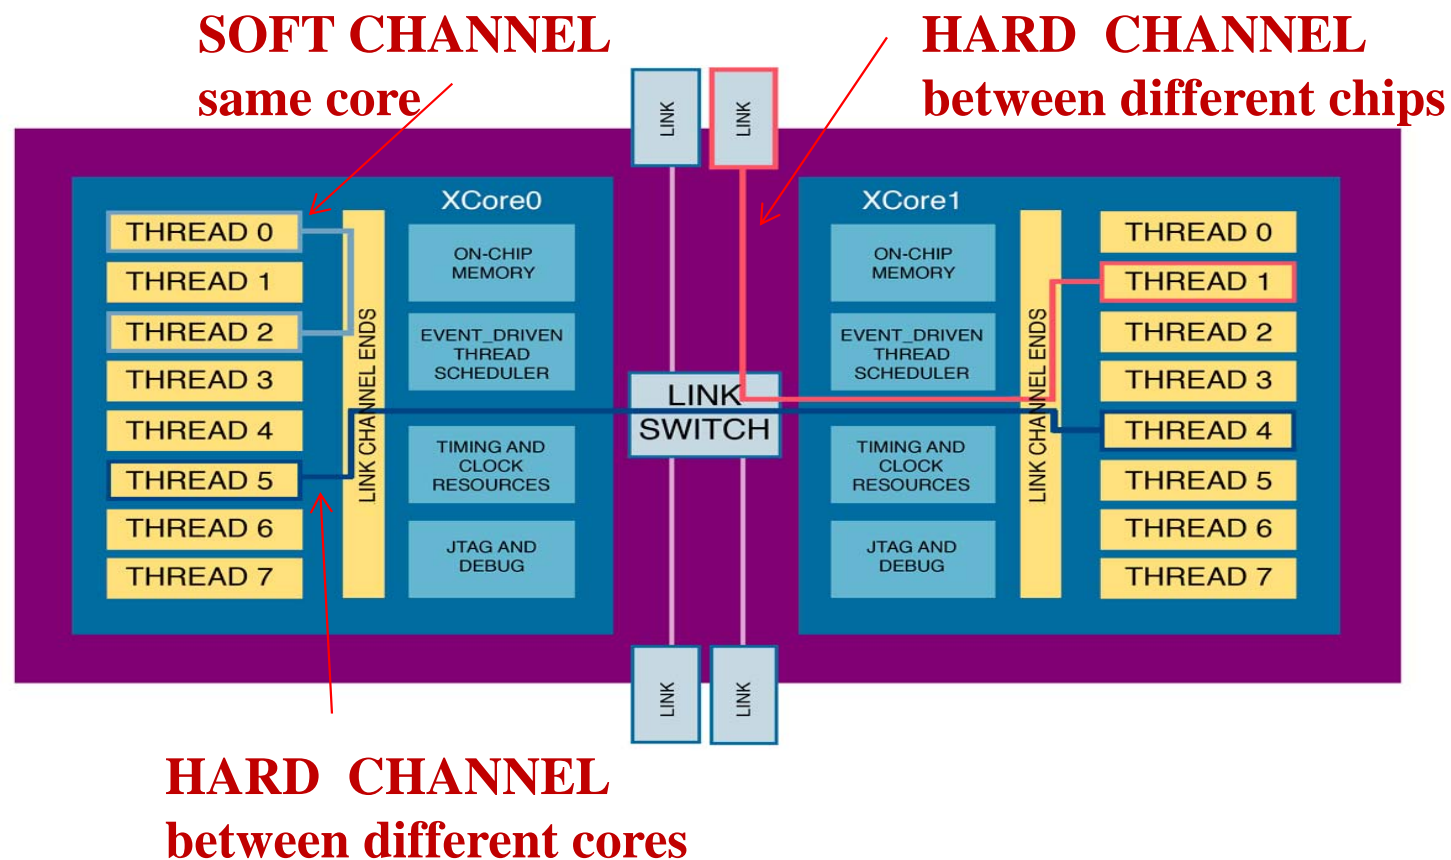 SOFT CHANNEL
same core
HARD CHANNEL
between different chips
LINK
LINK
XCore0
THREAD 0
THREAD 1
THREAD 2
THREAD 3
THREAD 4
THREAD 5
THREAD 6
THREAD 7
LINK CHANNEL ENDS
ON-CHIP
MEMORY
EVENT_DRIVEN
THREAD
SCHEDULER
TIMING AND
CLOCK
RESOURCES
JTAG AND
DEBUG
LINK
SWITCH
XCore1
ON-CHIP
MEMORY
EVENT_DRIVEN
THREAD
SCHEDULER
TIMING AND
CLOCK
RESOURCES
JTAG AND
DEBUG
LINK CHANNEL ENDS
THREAD 0
THREAD 1
THREAD 2
THREAD 3
THREAD 4
THREAD 5
THREAD 6
THREAD 7
LINK
LINK
HARD CHANNEL
between different cores